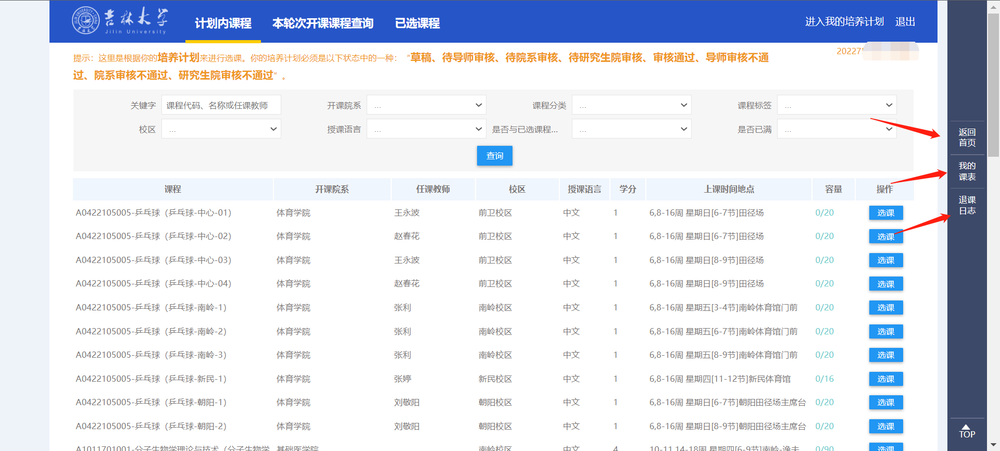 吉林大学
Jilin University
计划内课程 本轮次开课课程查询 已选课程 进入我的培养计划 退出
提示：这里是根据你的培养计划来进行选课。你的培养计划必须是以下状态中的一种：“草稿、待导师审核、待院系审核、待研究生院审核、审核通过、导师审核不通
过、院系审核不通过、研究生院审核不通过”。
20227
关键字 课程代码、名称或任课教师 开课院系 ... 课程分类 ... 课程标签 ...
校区 ... 授课语言 ... 是否与已选课程... ... 是否已满 ...
查询
课程 开课院系 任课教师 校区 授课语言 学分 上课时间地点 容量 操作
A0422105005-乒乓球（乒乓球-中心-01) 体育学院 王永波 前卫校区 中文 1 6,8-16周 星期日[6-7节]田径场 0/20 选课
A0422105005-乒乓球（乒乓球-中心-02) 体育学院 赵春花 前卫校区 中文 1 6,8-16周 星期日[6-7节]田径场 0/20 选课
A0422105005-乒乓球（乒乓球-中心-03) 体育学院 王永波 前卫校区 中文 1 6,8-16周 星期日[8-9节]田径场 0/20 选课
A0422105005-乒乓球（乒乓球-中心-04) 体育学院 赵春花 前卫校区 中文 1 6,8-16周 星期日[8-9节]田径场 0/20 选课
A0422105005-乒乓球（乒乓球-南岭-1) 体育学院 张利 南岭校区 中文 1 6,8-16周 星期五[3-4节]南岭体育馆门前 0/20 选课
A0422105005-乒乓球（乒乓球-南岭-2) 体育学院 张利 南岭校区 中文 1 6,8-16周 星期五[6-7节]南岭体育馆门前 0/20 选课
A0422105005-乒乓球（乒乓球-南岭-3) 体育学院 张利 南岭校区 中文 1 6,8-16周 星期五[8-9节]南岭体育馆门前 0/20 选课
A0422105005-乒乓球（乒乓球-新民-1) 体育学院 张婷 新民校区 中文 1 6,8-16周 星期四[11-12节]新民体育馆 0/16 选课
A0422105005-乒乓球（乒乓球-朝阳-1) 体育学院 刘敬阳 朝阳校区 中文 1 6,8-16周 星期日[6-7节]朝阳田径场主席台 0/20 选课
A0422105005-乒乓球（乒乓球-朝阳-2) 体育学院 刘敬阳 朝阳校区 中文 1 6,8-16周 星期日[8-9节]朝阳田径场主席台 0/20 选课
A1011701001-分子生物学理论与技术（分子生物学 基础医学院 南岭校区 中文 4 10-11,14-18周 星期四[6-9节]南岭-逸夫 0/90 选课
返回
首页
我的
课表
退课
日志
TOP